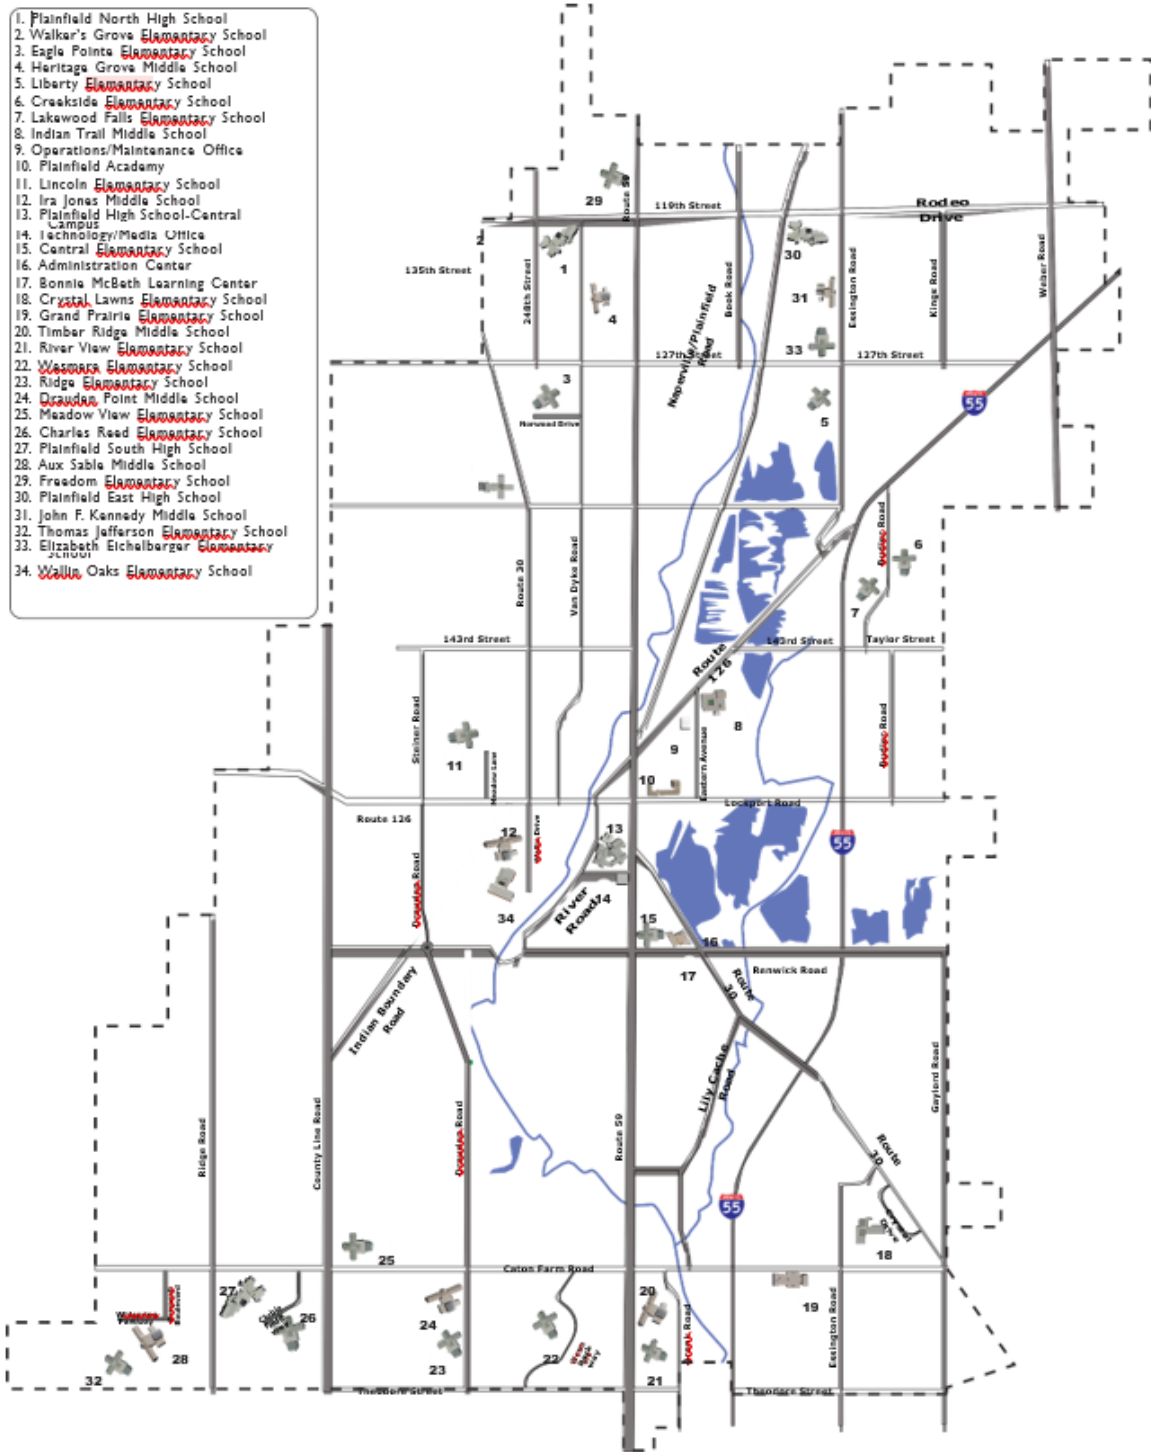 1. Plainfield North High School
2. Walker's Grove Elementary School
3. Eagle Pointe Elementary School
4. Heritage Grove Middle School
5. Liberty Elementary School
6. Creekside Elementary School
7. Lakewood Falls Elementary School
8. Indian Trail Middle School
9. Operations/Maintenance Office
10. Plainfield Academy
11. Lincoln Elementary School
12. Ira Jones Middle School
13. Plainfield High School-Central
Campus
14. Technology/Media Office
15. Central Elementary School
16. Administration Center
17. Bonnie McBeth Learning Center
18. Crystal Lawns Elementary School
19. Grand Prairie Elementary School
20. Timber Ridge Middle School
21. River View Elementary School
22. Wesmere Elementary School
23. Ridge Elementary School
24. Drauden Point Middle School
25. Meadow View Elementary School
26. Charles Reed Elementary School
27. Plainfield South High School
28. Aux Sable Middle School
29. Freedom Elementary School
30. Plainfield East High School
31. John F. Kennedy Middle School
32. Thomas Jefferson Elementary School
33. Elizabeth Eichelberger Elementary
School
34. Wallin Oaks Elementary School
29
Route 59
119th Street
Rodeo
Drive
2
1
30
135th Street
248th Street
4
Naperville/Plainfield
Road
Book Road
31
Essington Road
Kings Road
Weber Road
33
127th Street
127th Street
3
Norwood Drive
5
55
Route 30
Van Dyke Road
6
7
143rd Street
143rd Street
Taylor Street
Route
126
Steiner Road
11
Meadow Lane
8
9
10
Eastern Avenue
Lockport Road
Route 126
12
Drive
13
55
Road
34
River
Road
14
15
16
17
Renwick Road
Route
30
Indian Boundary
Road
Lily Cache
Road
Gaylord Road
Ridge Road
County Line Road
Drauden Road
Route 59
Route
30
55
Crystal
Drive
18
25
Caton Farm Road
27
26
28
32
24
23
22
20
21
Road
19
Essington Road
Theodore Street
Theodore Street